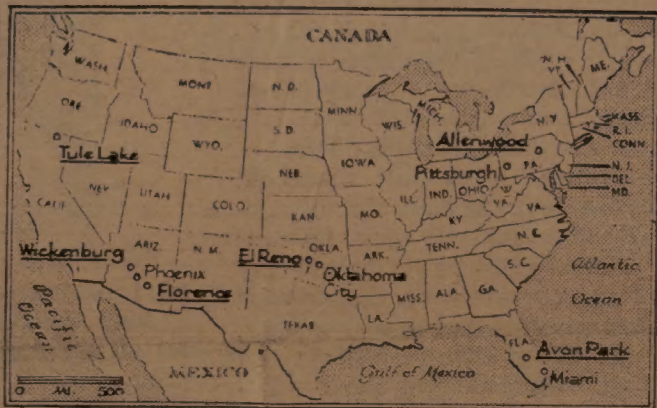 CANADA
WASH.
MONT.
N. D.
MINN.
ORE.
IDAHO
WYO.
S. D.
WIS.
MICH.
N. H.
VT.
ME.
N.Y.
MASS.
R. I.
CONN.
Tule Lake
NEV.
UTAH
COLO.
NEB.
IOWA
ILL.
IND.
OHIO
Allenwood
Pittsburgh
PA.
N. J.
DEL.
MD.
CALIF.
KAN.
MO.
KY.
W.
VA.
VA.
Wickenburg
ARIZ.
N. M.
El Reno
OKLA.
ARK.
TENN.
N. C.
Phoenix
Florence
Oklahoma
City
MISS.
ALA.
GA.
S. C.
Atlantic
Ocean
Pacific
Ocean
TEXAS
LA.
FLA.
Avon Park
Miami
MEXICO
Gulf of Mexico
0 MI. 500